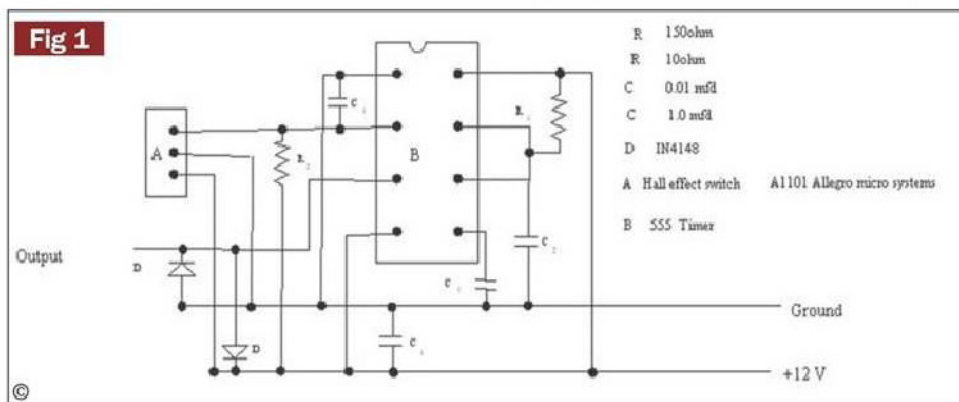 Fig 1
R 150ohm
R 10ohm
C 0.01 mfd
C 1.0 mfd
D IN4148
A Hall effect switch A1101 Allegro micro systems
B 555 Timer
C
R
A
R
B
C
Output
D
C
Ground
D
C
+12 V
©